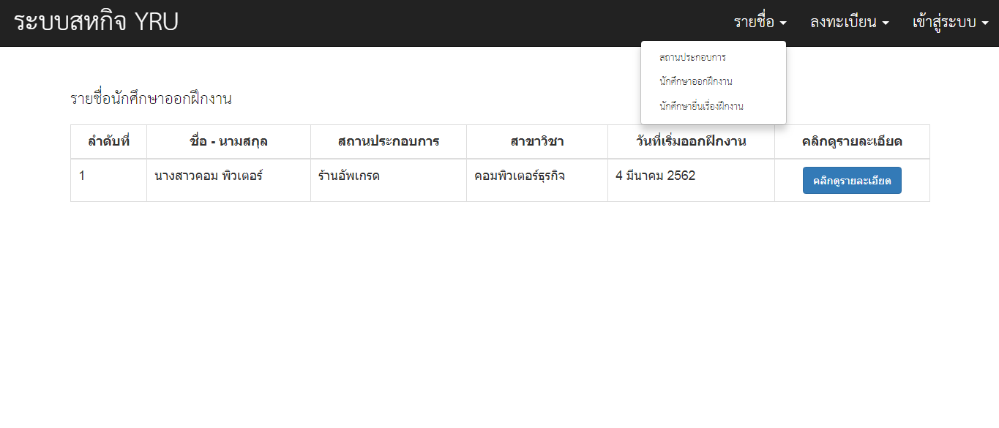 ระบบสหกิจ YRU รายชื่อ ลงทะเบียน เข้าสู่ระบบ
สถานประกอบการ
นักศึกษาออกฝึกงาน
นักศึกษายื่นเรื่องฝึกงาน
รายชื่อนักศึกษาออกฝึกงาน
ลำดับที่ ชื่อ - นามสกุล สถานประกอบการ สาขาวิชา วันที่เริ่มออกฝึกงาน คลิกดูรายละเอียด
1 นางสาวคอม พิวเตอร์ ร้านอัพเกรด คอมพิวเตอร์ธุรกิจ 4 มีนาคม 2562 คลิกดูรายละเอียด